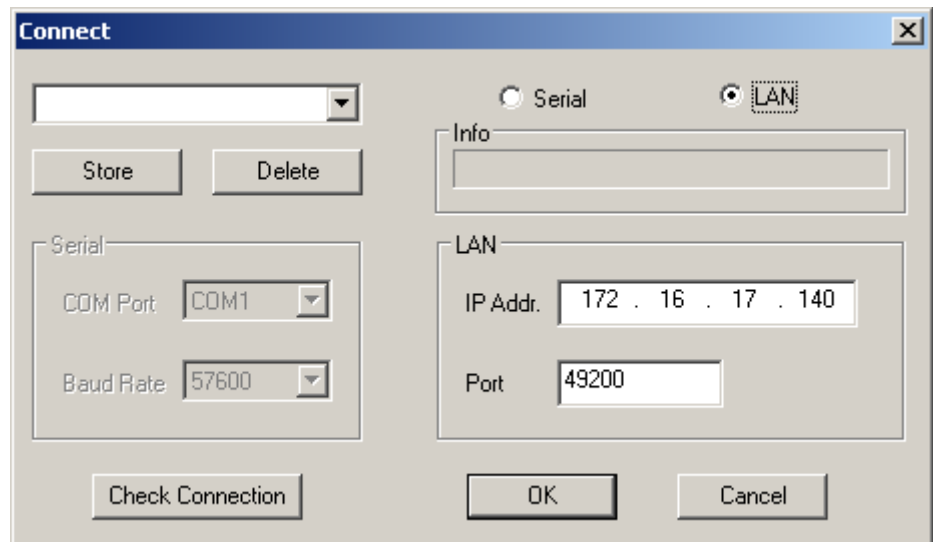 Connect
Serial LAN
Info
Store Delete
Serial
COM Port COM1
Baud Rate 57600
LAN
IP Addr. 172 . 16 . 17 . 140
Port 49200
Check Connection OK Cancel